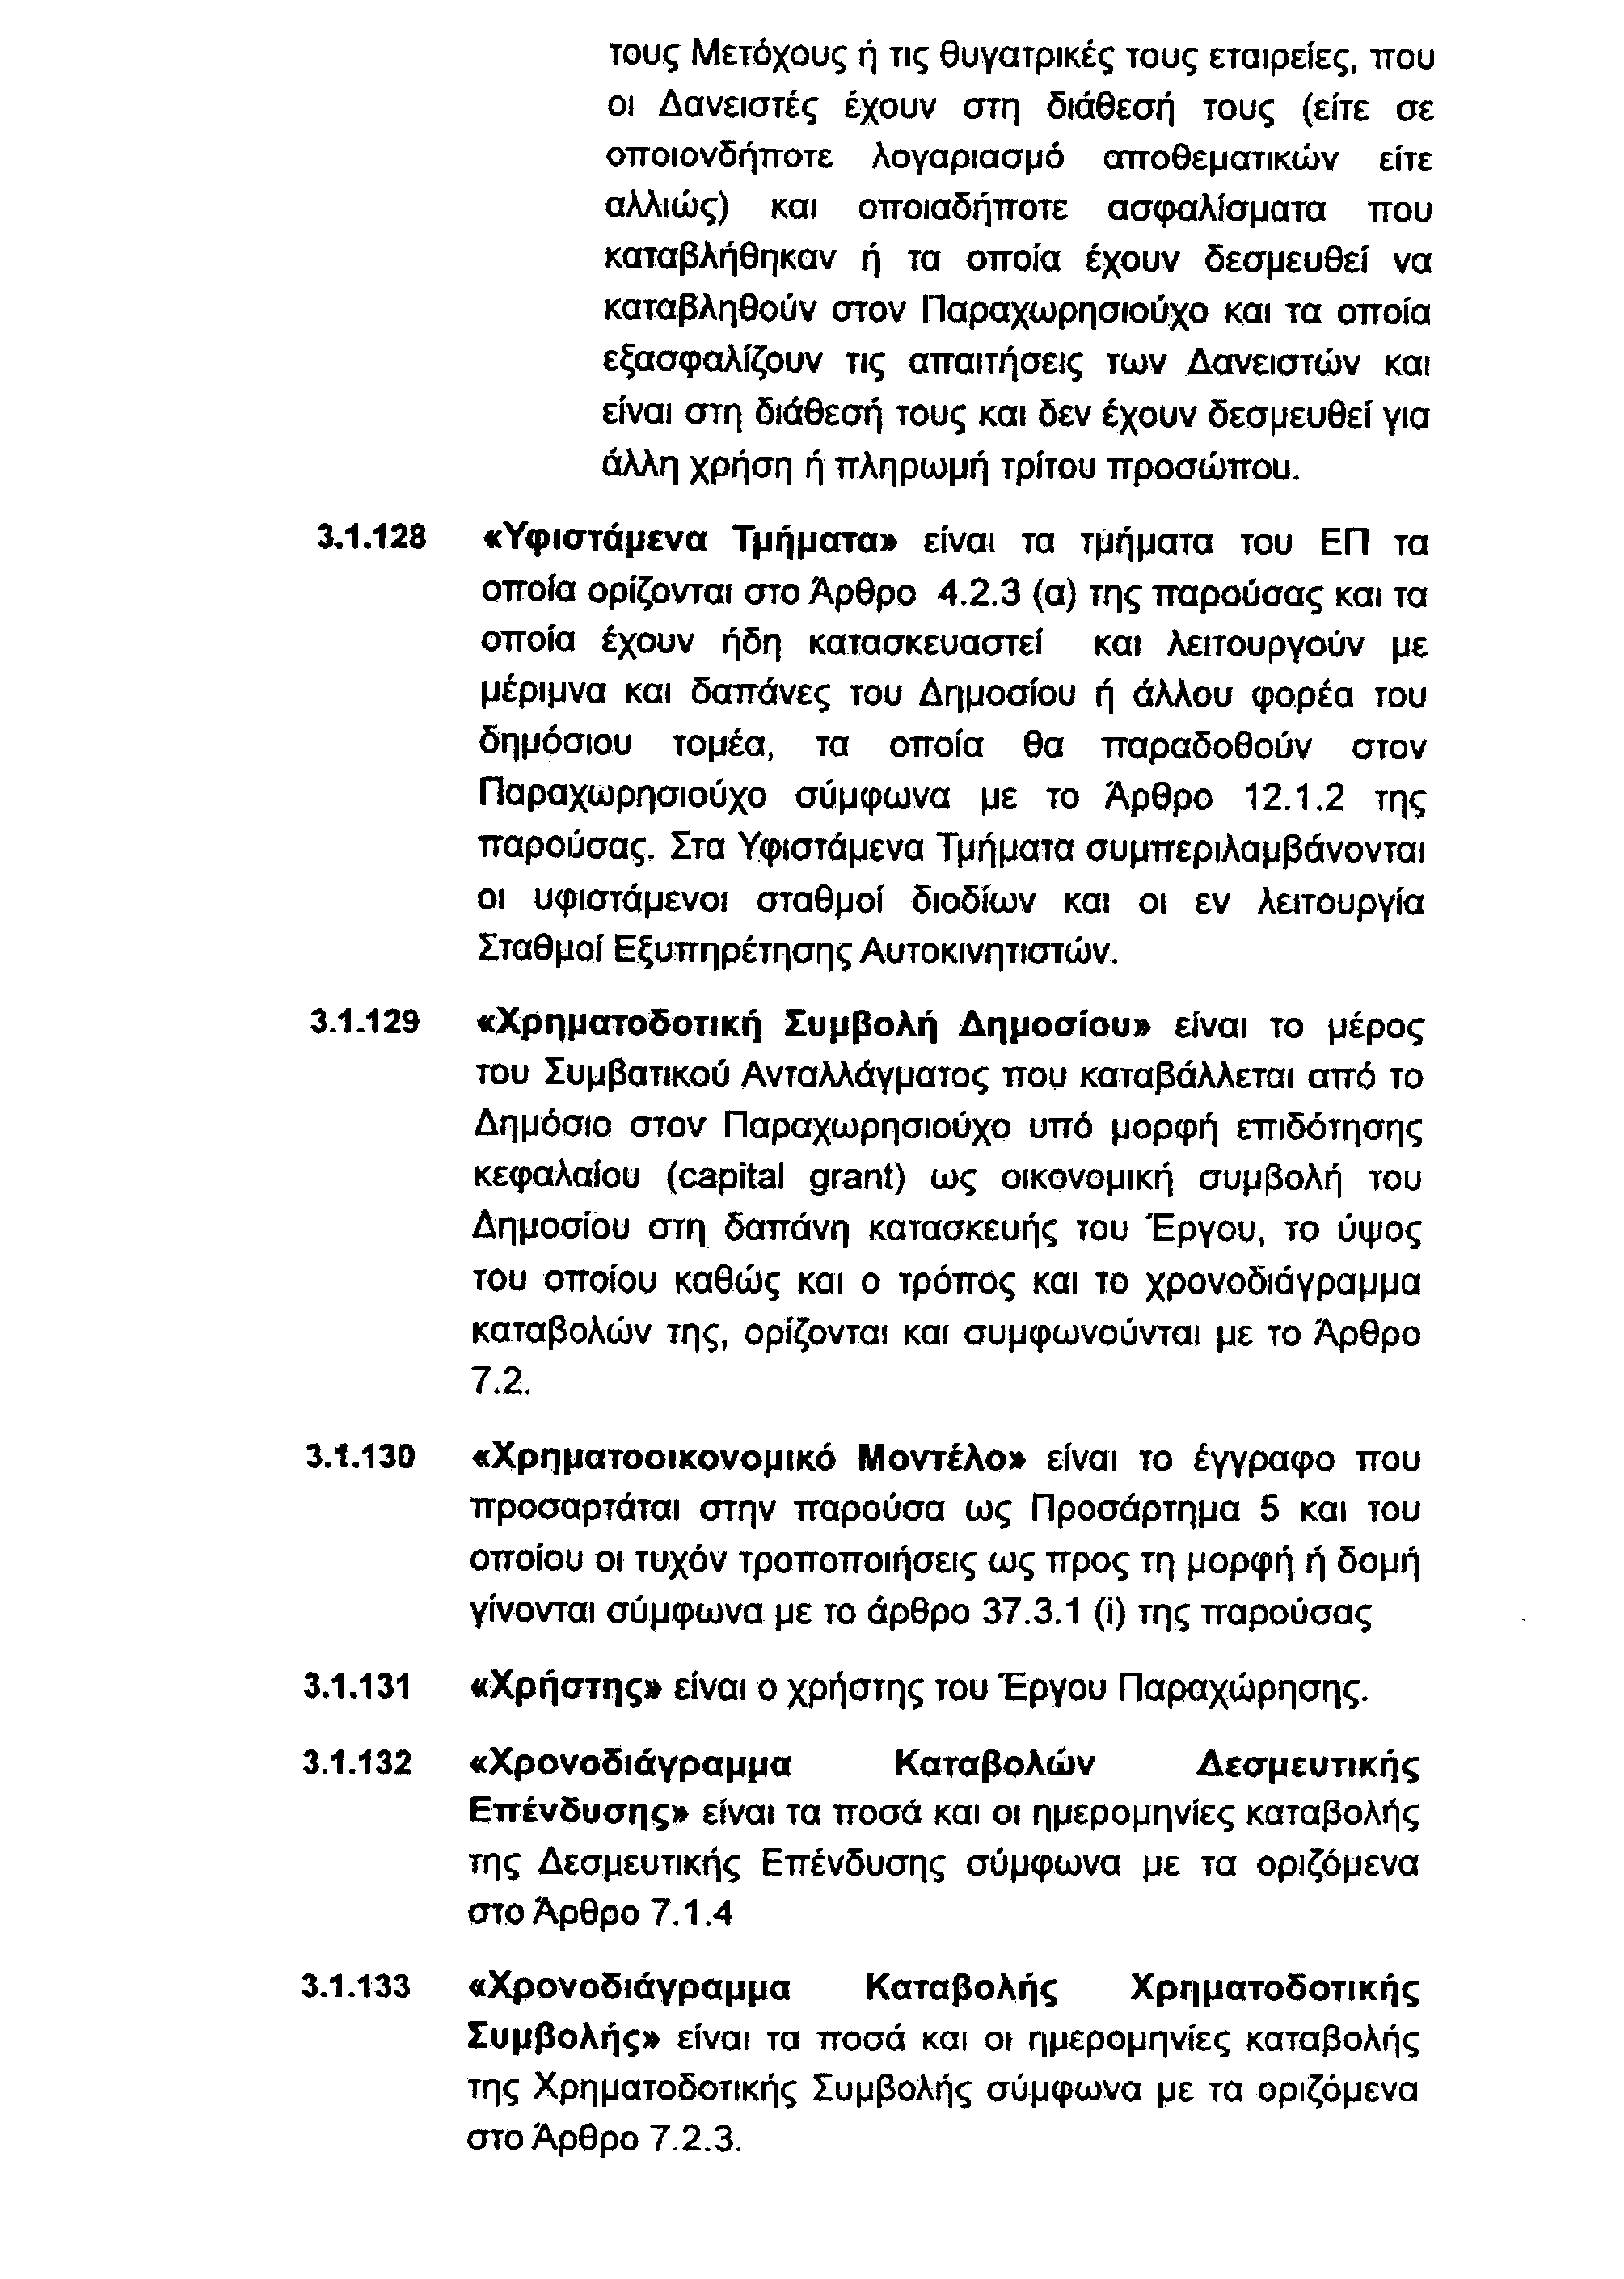 τους Μετόχους ή τις θυγατρικές τους εταιρείες, που
οι Δανειστές έχουν στη διάθεσή τους (είτε σε
οποιονδήποτε λογαριασμό αποθεματικών είτε
αλλιώς) και οποιαδήποτε ασφαλίσματα που
καταβλήθηκαν ή τα οποία έχουν δεσμευθεί να
καταβληθούν στον Παραχωρησιούχο και τα οποία
εξασφαλίζουν τις απαιτήσεις των Δανειστών και
είναι στη διάθεσή τους και δεν έχουν δεσμευθεί για
άλλη χρήση ή πληρωμή τρίτου προσώπου.
3.1.128 «Υφιστάμενα Τμήματα» είναι τα τμήματα του ΕΠ τα
οποία ορίζονται στο Άρθρο 4.2.3 (α) της παρούσας και τα
οποία έχουν ήδη κατασκευαστεί και λειτουργούν με
μέριμνα και δαπάνες του Δημοσίου ή άλλου φορέα του
δημόσιου τομέα, τα οποία θα παραδοθούν στον
Παραχωρησιούχο σύμφωνα με το Άρθρο 12.1.2 της
παρούσας. Στα Υφιστάμενα Τμήματα συμπεριλαμβάνονται
οι υφιστάμενοι σταθμοί διοδίων και οι εν λειτουργία
Σταθμοί Εξυπηρέτησης Αυτοκινητιστών.
3.1.129 «Χρηματοδοτική Συμβολή Δημοσίου» είναι το μέρος
του Συμβατικού Ανταλλάγματος που καταβάλλεται από το
Δημόσιο στον Παραχωρησιούχο υπό μορφή επιδότησης
κεφαλαίου (capital grant) ως οικονομική συμβολή του
Δημοσίου στη δαπάνη κατασκευής του Έργου, το ύψος
του οποίου καθώς και ο τρόπος και το χρονοδιάγραμμα
καταβολών της, ορίζονται και συμφωνούνται με το Άρθρο
7.2.
3.1.130 «Χρηματοοικονομικό Μοντέλο» είναι το έγγραφο που
προσαρτάται στην παρούσα ως Προσάρτημα 5 και του
οποίου οι τυχόν τροποποιήσεις ως προς τη μορφή ή δομή
γίνονται σύμφωνα με το άρθρο 37.3.1 (i) της παρούσας
3.1.131 «Χρήστης» είναι ο χρήστης του Έργου Παραχώρησης.
3.1.132 «Χρονοδιάγραμμα Καταβολών Δεσμευτικής
Επένδυσης» είναι τα ποσά και οι ημερομηνίες καταβολής
της Δεσμευτικής Επένδυσης σύμφωνα με τα οριζόμενα
στο Άρθρο 7.1.4
3.1.133 «Χρονοδιάγραμμα Καταβολής Χρηματοδοτικής
Συμβολής» είναι τα ποσά και οι ημερομηνίες καταβολής
της Χρηματοδοτικής Συμβολής σύμφωνα με τα οριζόμενα
στο Άρθρο 7.2.3.